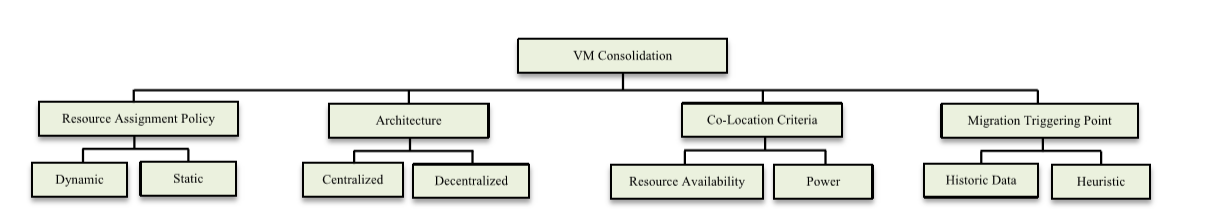 VM Consolidation
Resource Assignment Policy
Architecture
Co-Location Criteria
Migration Triggering Point
Dynamic
Static
Centralized
Decentralized
Resource Availability
Power
Historic Data
Heuristic